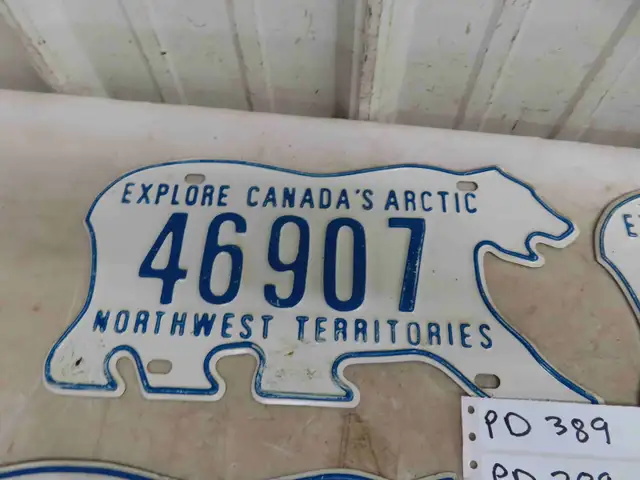 EXPLORE CANADA'S ARCTIC
46907
NORTHWEST TERRITORIES
PD 389